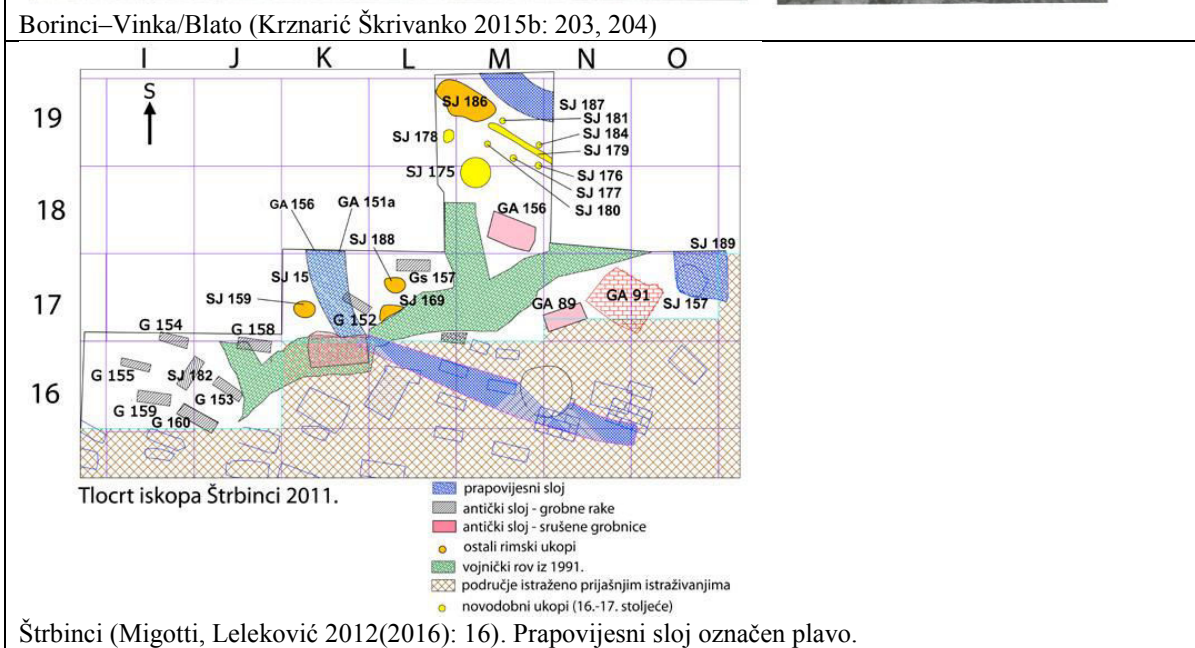 Borinci–Vinka/Blato (Krznarić Škrivanko 2015b: 203, 204)
I J K L M N O
S
19
SJ 186
SJ 187
SJ 181
SJ 178
SJ 184
SJ 179
SJ 175
SJ 176
SJ 177
SJ 180
18
GA 156
GA 151a
GA 156
SJ 188
SJ 189
SJ 15
Gs 157
17
SJ 159
SJ 169
GA 89
GA 91
SJ 157
G 154
G 158
G 152
16
G 155
SJ 182
G 153
G 159
G 160
Tlocrt iskopa Štrbinci 2011.
prapovijesni sloj
antički sloj - grobne rake
antički sloj - srušene grobnice
ostali rimski ukopi
vojnički rov iz 1991.
područje istraženo prijašnjim istraživanjima
novodobni ukopi (16.-17. stoljeće)
Štrbinci (Migotti, Leleković 2012(2016): 16). Prapovijesni sloj označen plavo.